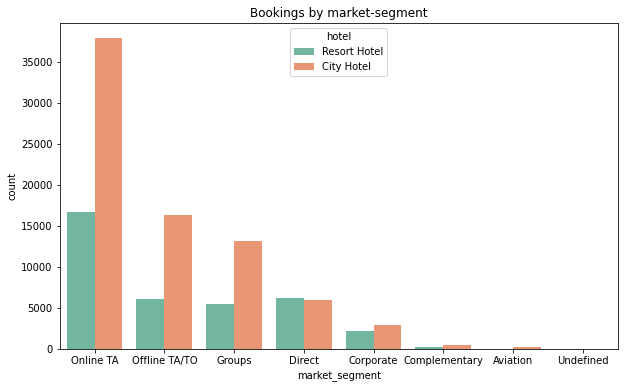 Bookings by market-segment
hotel
Resort Hotel
City Hotel
count
35000
30000
25000
20000
15000
10000
5000
0
Online TA Offline TA/TO Groups Direct Corporate Complementary Aviation Undefined
market_segment